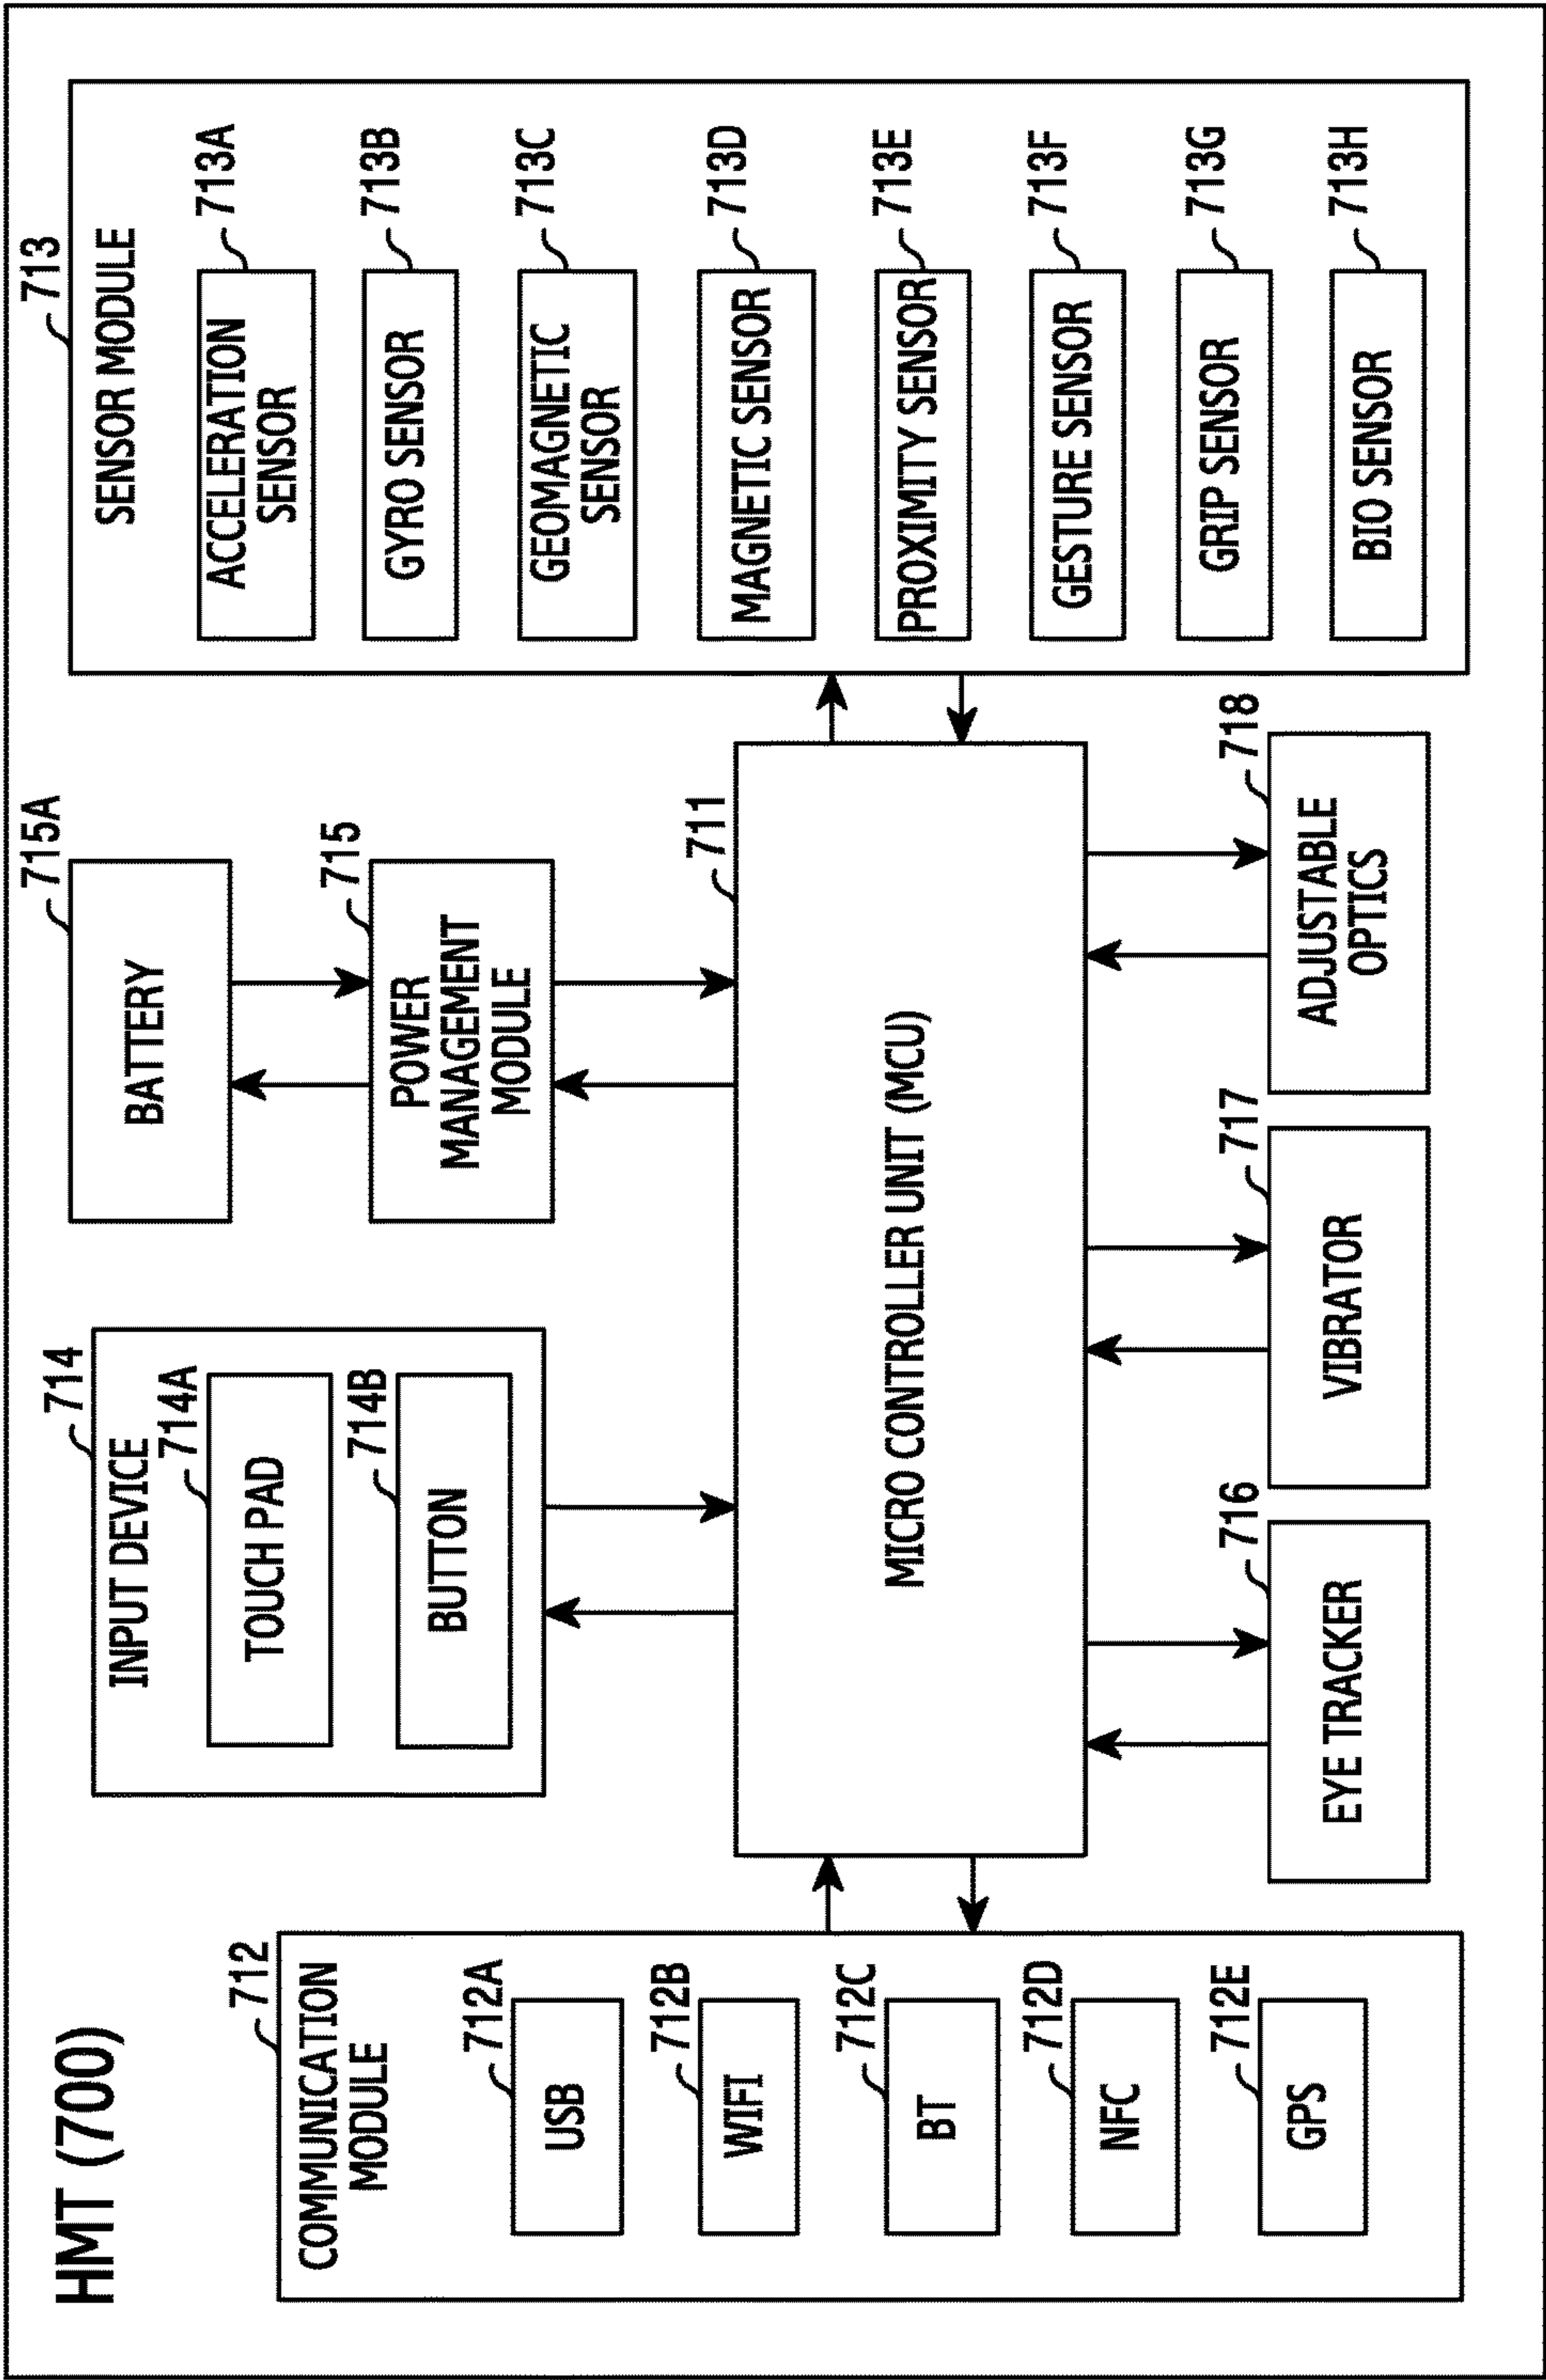 HMT (700)
712
COMMUNICATION
MODULE
712A
USB
712B
WIFI
712C
BT
712D
NFC
712E
GPS
714
INPUT DEVICE
714A
TOUCH PAD
714B
BUTTON
715A
BATTERY
715
POWER
MANAGEMENT
MODULE
711
MICRO CONTROLLER UNIT (MCU)
716
EYE TRACKER
717
VIBRATOR
718
ADJUSTABLE
OPTICS
713
SENSOR MODULE
713A
ACCELERATION
SENSOR
713B
GYRO SENSOR
713C
GEOMAGNETIC
SENSOR
713D
MAGNETIC SENSOR
713E
PROXIMITY SENSOR
713F
GESTURE SENSOR
713G
GRIP SENSOR
713H
BIO SENSOR